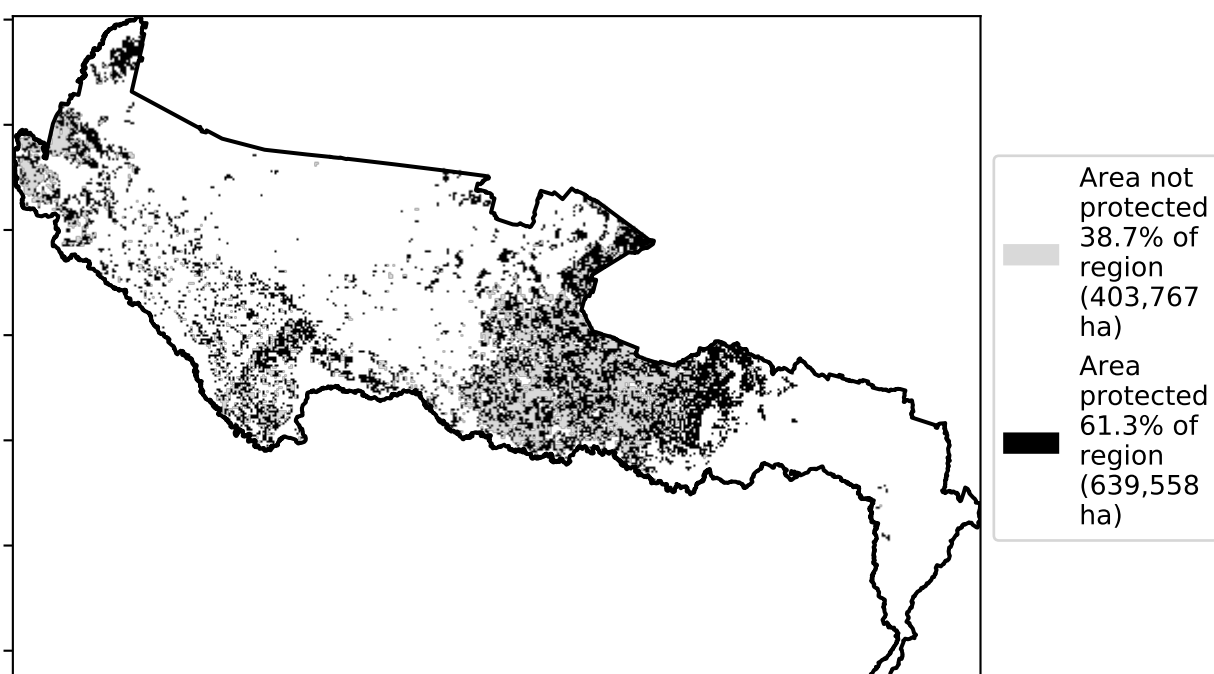 Area not
protected
38.7% of
region
(403,767
ha)
Area
protected
61.3% of
region
(639,558
ha)